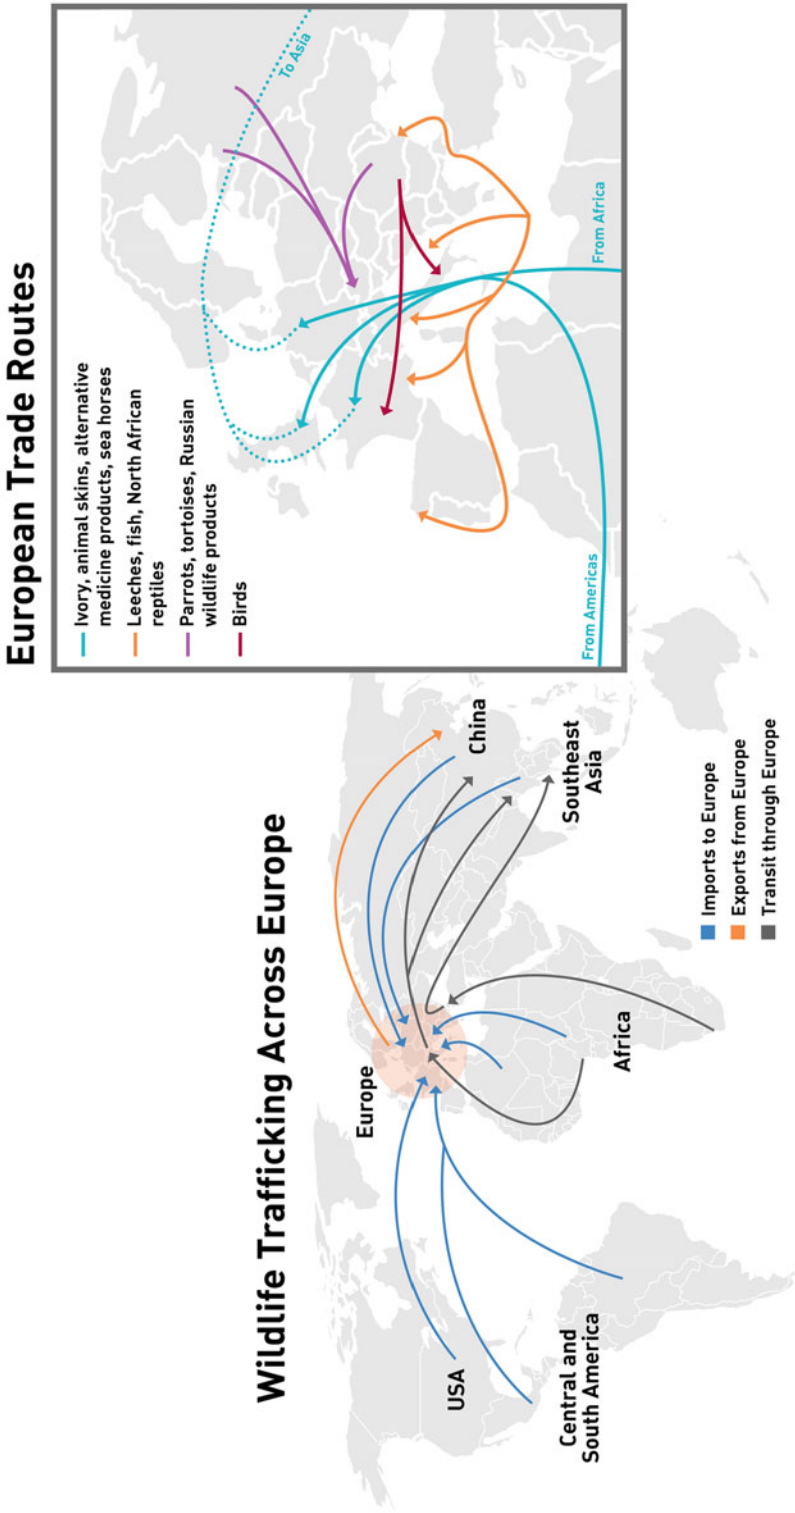 Wildlife Trafficking Across Europe
USA
Central and
South America
Europe
Africa
China
Southeast
Asia
Imports to Europe
Exports from Europe
Transit through Europe
European Trade Routes
Ivory, animal skins, alternative
medicine products, sea horses
Leeches, fish, North African
reptiles
Parrots, tortoises, Russian
wildlife products
Birds
To Asia
From Americas
From Africa